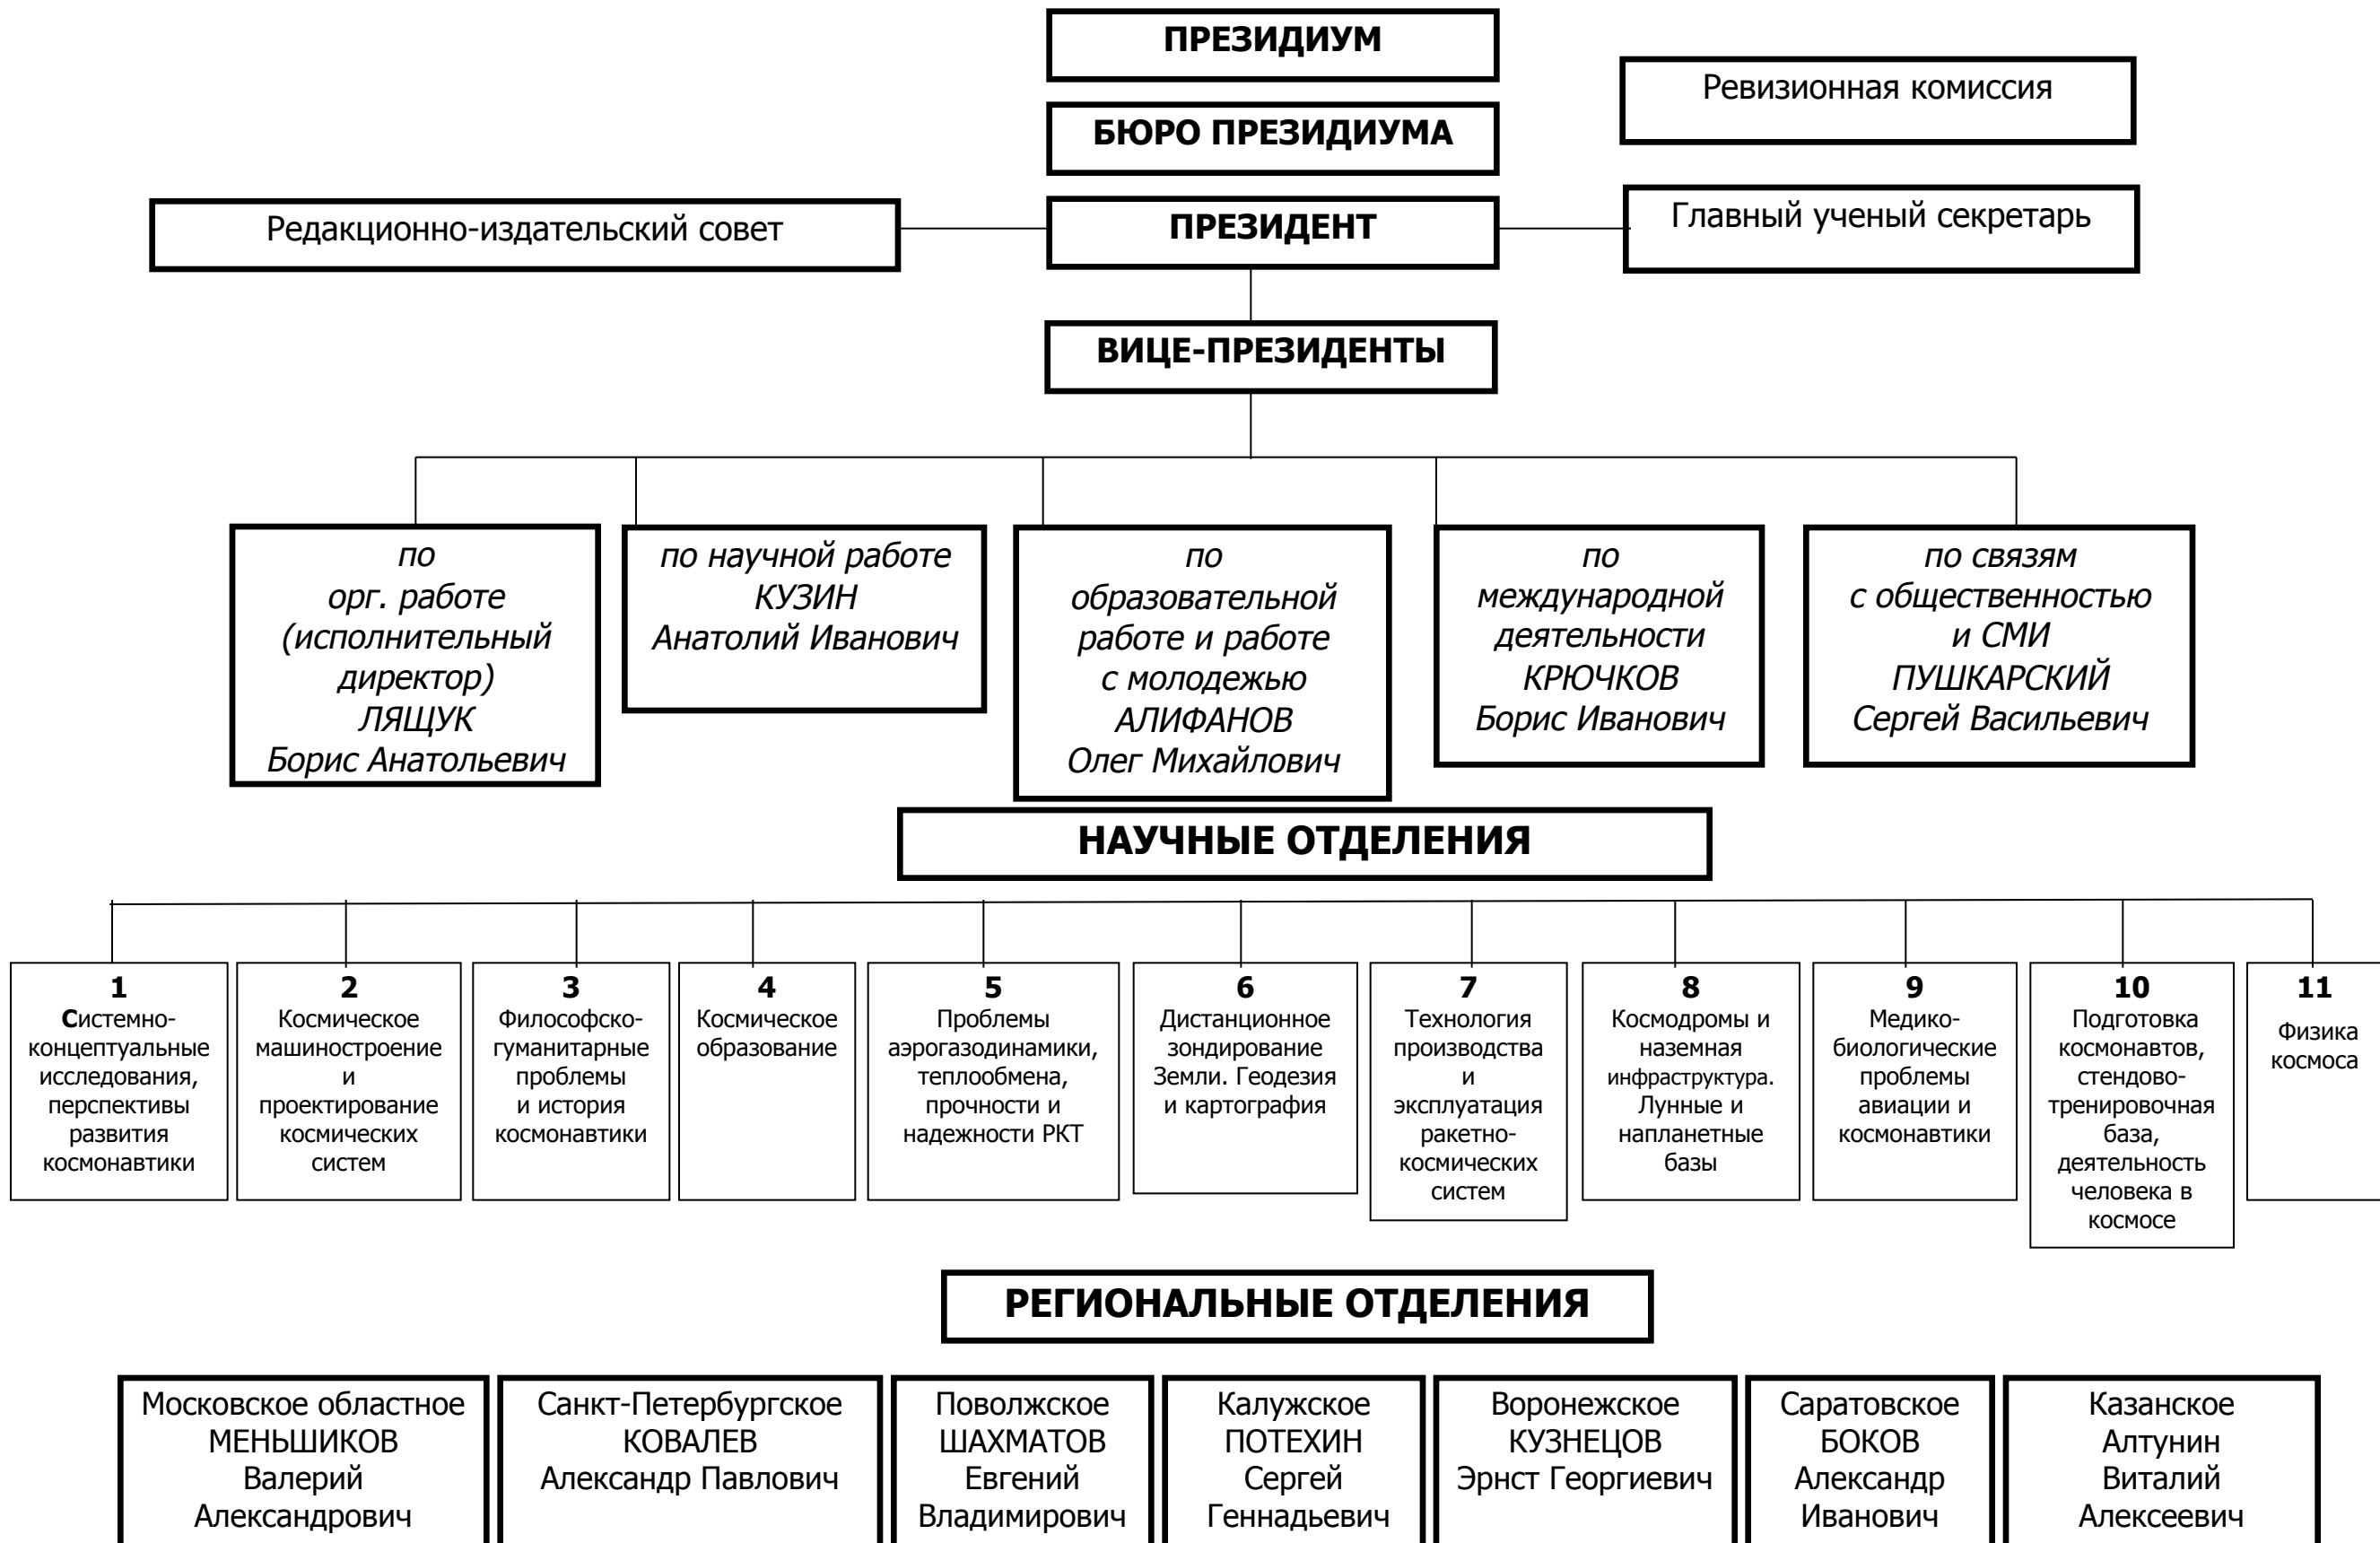 ПРЕЗИДИУМ
Ревизионная комиссия
БЮРО ПРЕЗИДИУМА
Редакционно-издательский совет
ПРЕЗИДЕНТ
Главный ученый секретарь
ВИЦЕ-ПРЕЗИДЕНТЫ
по
орг. работе
(исполнительный
директор)
ЛЯЩУК
Борис Анатольевич
по научной работе
КУЗИН
Анатолий Иванович
по
образовательной
работе и работе
с молодежью
АЛИФАНОВ
Олег Михайлович
по
международной
деятельности
КРЮЧКОВ
Борис Иванович
по связям
с общественностью
и СМИ
ПУШКАРСКИЙ
Сергей Васильевич
НАУЧНЫЕ ОТДЕЛЕНИЯ
1
Системно-
концептуальные
исследования,
перспективы
развития
космонавтики
2
Космическое
машиностроение
и
проектирование
космических
систем
3
Философско-
гуманитарные
проблемы
и история
космонавтики
4
Космическое
образование
5
Проблемы
аэрогазодинамики,
теплообмена,
прочности и
надежности РКТ
6
Дистанционное
зондирование
Земли. Геодезия
и картография
7
Технология
производства
и
эксплуатация
ракетно-
космических
систем
8
Космодромы и
наземная
инфраструктура.
Лунные и
напланетные
базы
9
Медико-
биологические
проблемы
авиации и
космонавтики
10
Подготовка
космонавтов,
стендово-
тренировочная
база,
деятельность
человека в
космосе
11
Физика
космоса
РЕГИОНАЛЬНЫЕ ОТДЕЛЕНИЯ
Московское областное
МЕНЬШИКОВ
Валерий
Александрович
Санкт-Петербургское
КОВАЛЕВ
Александр Павлович
Поволжское
ШАХМАТОВ
Евгений
Владимирович
Калужское
ПОТЕХИН
Сергей
Геннадьевич
Воронежское
КУЗНЕЦОВ
Эрнст Георгиевич
Саратовское
БОКОВ
Александр
Иванович
Казанское
Алтунин
Виталий
Алексеевич